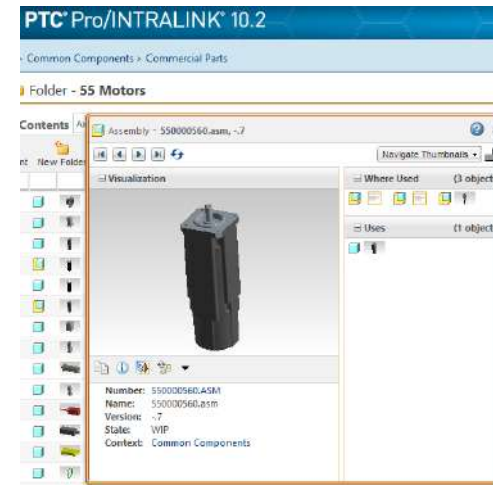 PTC® Pro/INTRALINK® 10.2
› Common Components › Commercial Parts
Folder - 55 Motors
Contents
New Folder
Assembly - 550000560.asm, -.7
Navigate Thumbnails
Visualization
Where Used (3 object
Uses (1 object
Number: 550000560.ASM
Name: 550000560.asm
Version: -.7
State: WIP
Context: Common Components